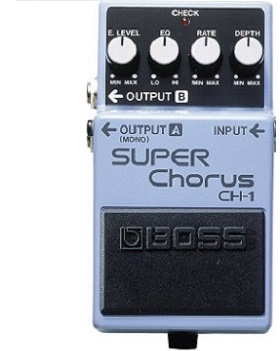 CHECK
E. LEVEL EQ RATE DEPTH
MIN MAX LO HI MIN MAX MIN MAX
← OUTPUT B
← OUTPUT A INPUT ←
(MONO)
SUPER
Chorus
CH-1
BOSS